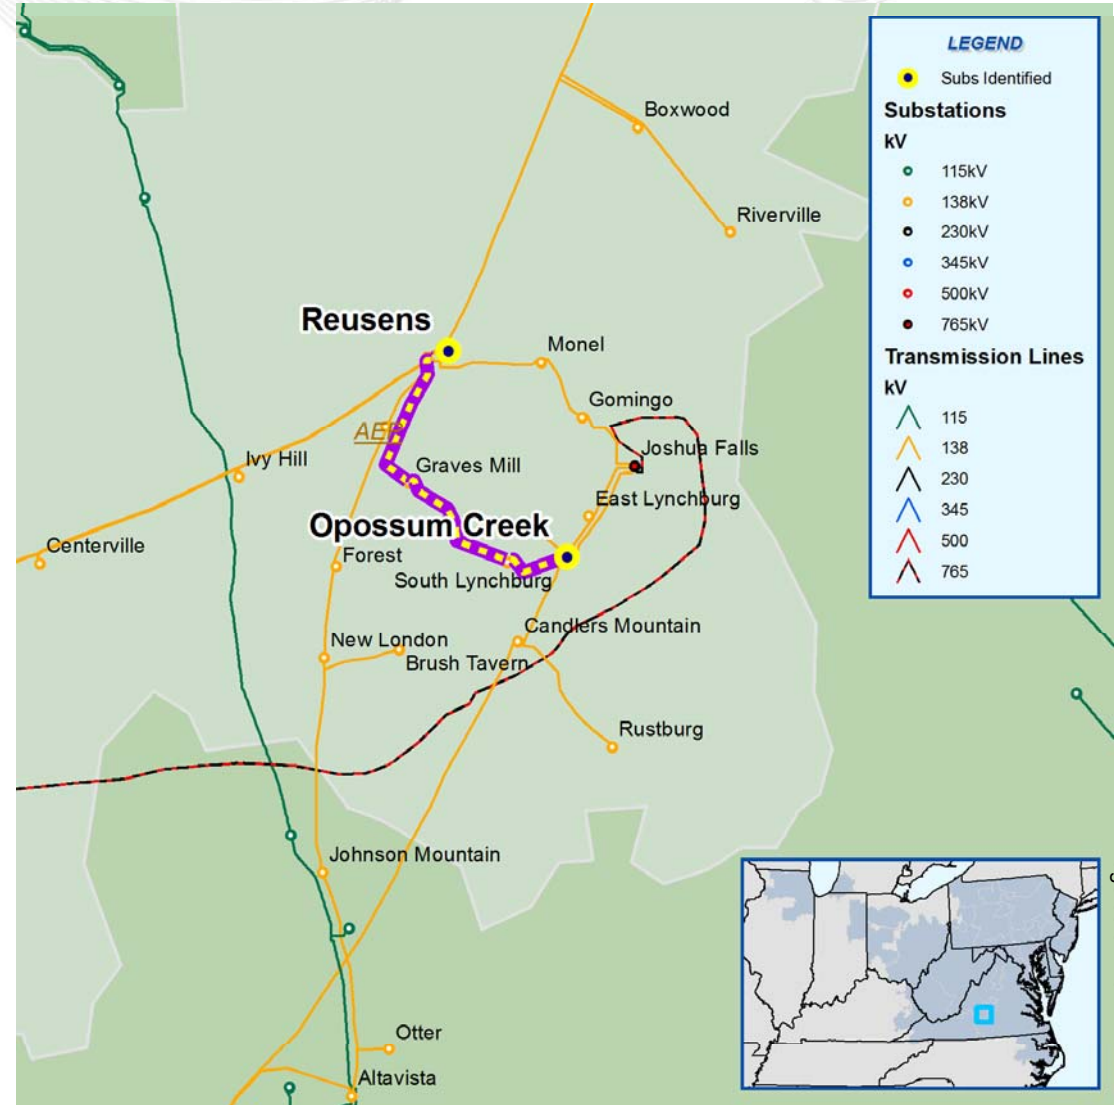 LEGEND
Subs Identified
Substations
kV
115kV
138kV
230kV
345kV
500kV
765kV
Transmission Lines
kV
115
138
230
345
500
765
Boxwood
Riverville
Reusens
Monel
Gomingo
AEP
Joshua Falls
Ivy Hill
Graves Mill
East Lynchburg
Opossum Creek
Centerville
Forest
South Lynchburg
Candlers Mountain
New London
Brush Tavern
Rustburg
Johnson Mountain
Otter
Altavista